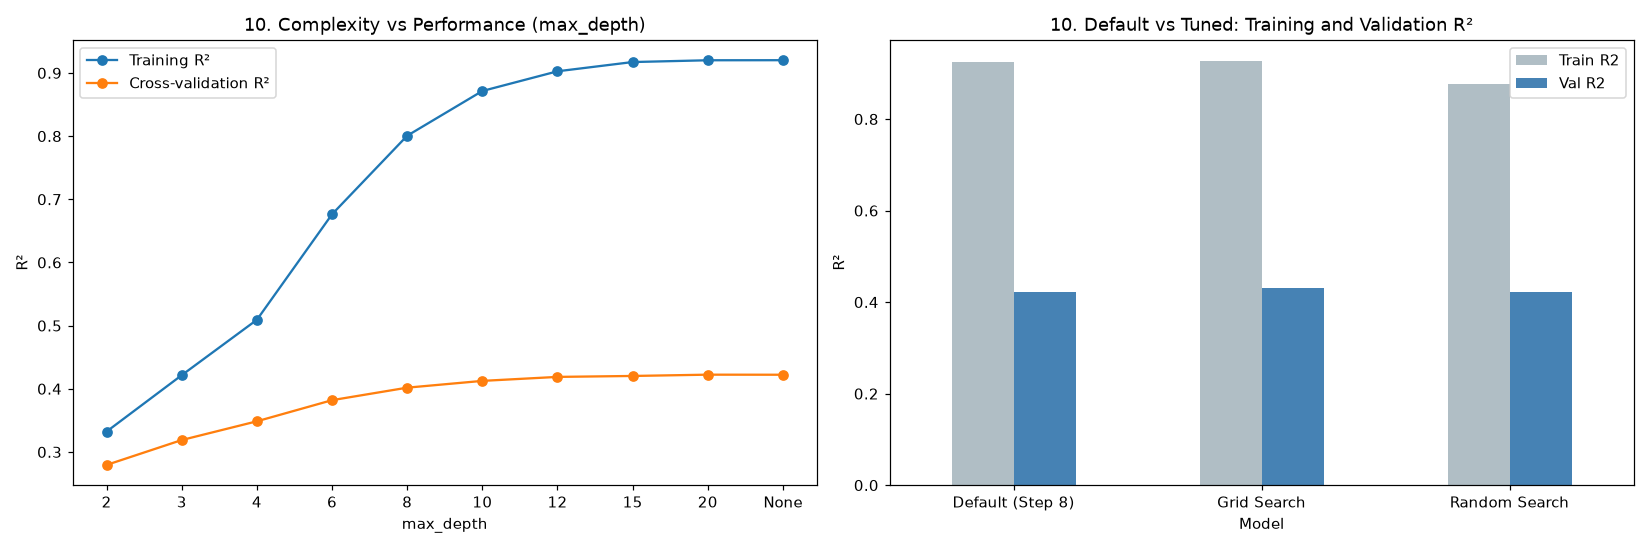 10. Complexity vs Performance (max_depth)
Training R²
Cross-validation R²
R²
0.9
0.8
0.7
0.6
0.5
0.4
0.3
2 3 4 6 8 10 12 15 20 None
max_depth
10. Default vs Tuned: Training and Validation R²
Train R2
Val R2
R²
0.8
0.6
0.4
0.2
0.0
Default (Step 8) Grid Search Random Search
Model